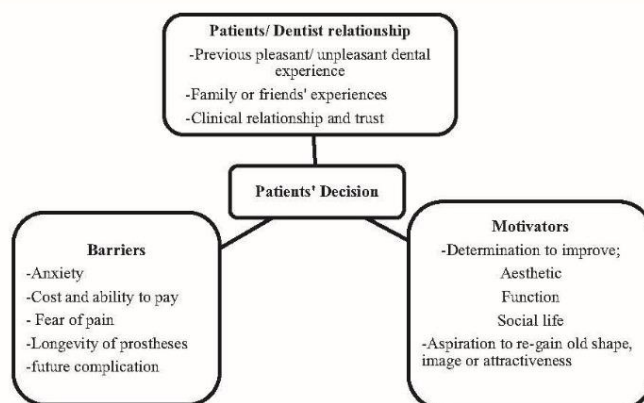 Patients/ Dentist relationship
-Previous pleasant/ unpleasant dental
experience
-Family or friends' experiences
-Clinical relationship and trust
Patients' Decision
Barriers
-Anxiety
-Cost and ability to pay
- Fear of pain
-Longevity of prostheses
-future complication
Motivators
-Determination to improve;
Aesthetic
Function
Social life
-Aspiration to re-gain old shape,
image or attractiveness